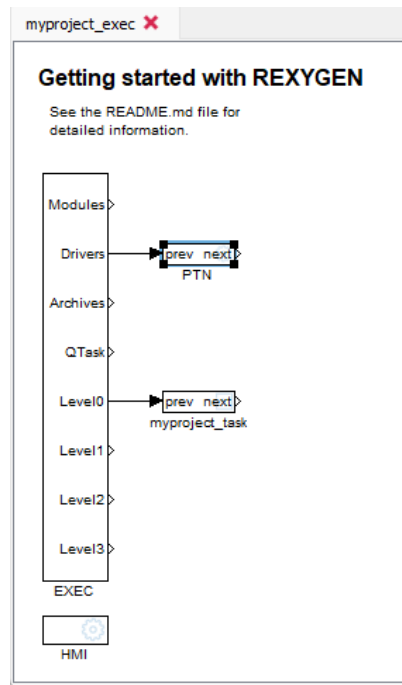 myproject_exec
Getting started with REXYGEN
See the README.md file for
detailed information.
Modules
Drivers
prev next
PTN
Archives
QTask
Level0
prev next
myproject_task
Level1
Level2
Level3
EXEC
HMI